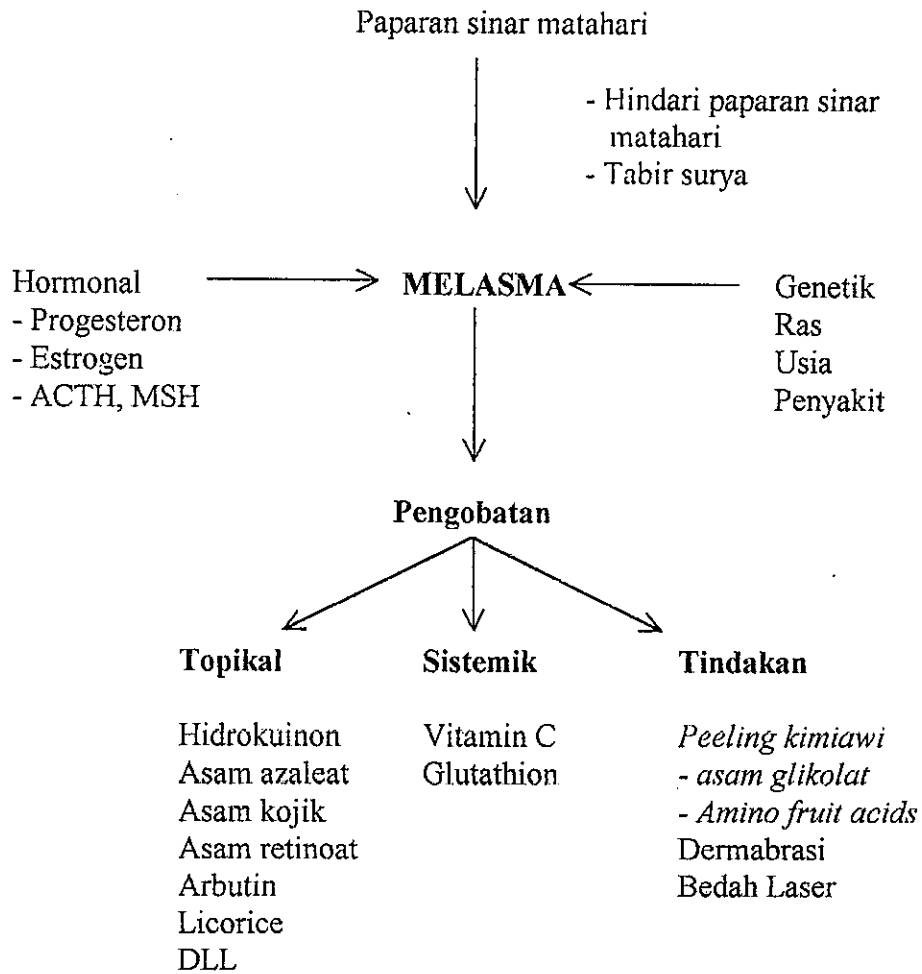 Paparan sinar matahari
- Hindari paparan sinar
matahari
- Tabir surya
Hormonal
- Progesteron
- Estrogen
- ACTH, MSH
MELASMA
Genetik
Ras
Usia
Penyakit
Pengobatan
Topikal
Hidrokuinon
Asam azaleat
Asam kojik
Asam retinoat
Arbutin
Licorice
DLL
Sistemik
Vitamin C
Glutathion
Tindakan
Peeling kimiawi
- asam glikolat
- Amino fruit acids
Dermabrasi
Bedah Laser